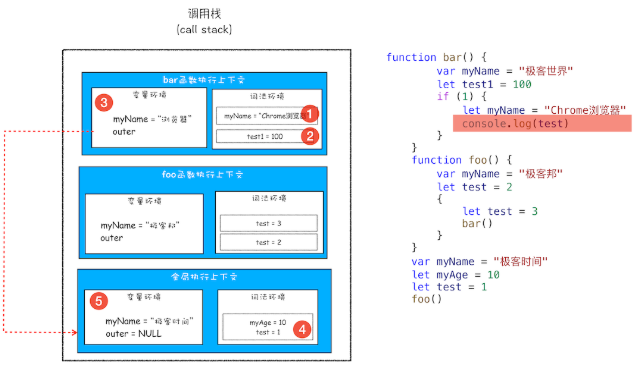 调用栈
(call stack)
bar函数执行上下文
3
变量环境
myName = "浏览器"
outer
词法环境
myName = "Chrome浏览器
1
test1 = 100
2
foo函数执行上下文
变量环境
myName = "极客邦"
outer
词法环境
test = 3
test = 2
全局执行上下文
5
变量环境
myName = "极客时间"
outer = NULL
词法环境
myAge = 10
test = 1
4
function bar() {
var myName = "极客世界"
let test1 = 100
if (1) {
let myName = "Chrome浏览器"
console.log(test)
}
}
function foo() {
var myName = "极客邦"
let test = 2
{
let test = 3
bar()
}
}
var myName = "极客时间"
let myAge = 10
let test = 1
foo()